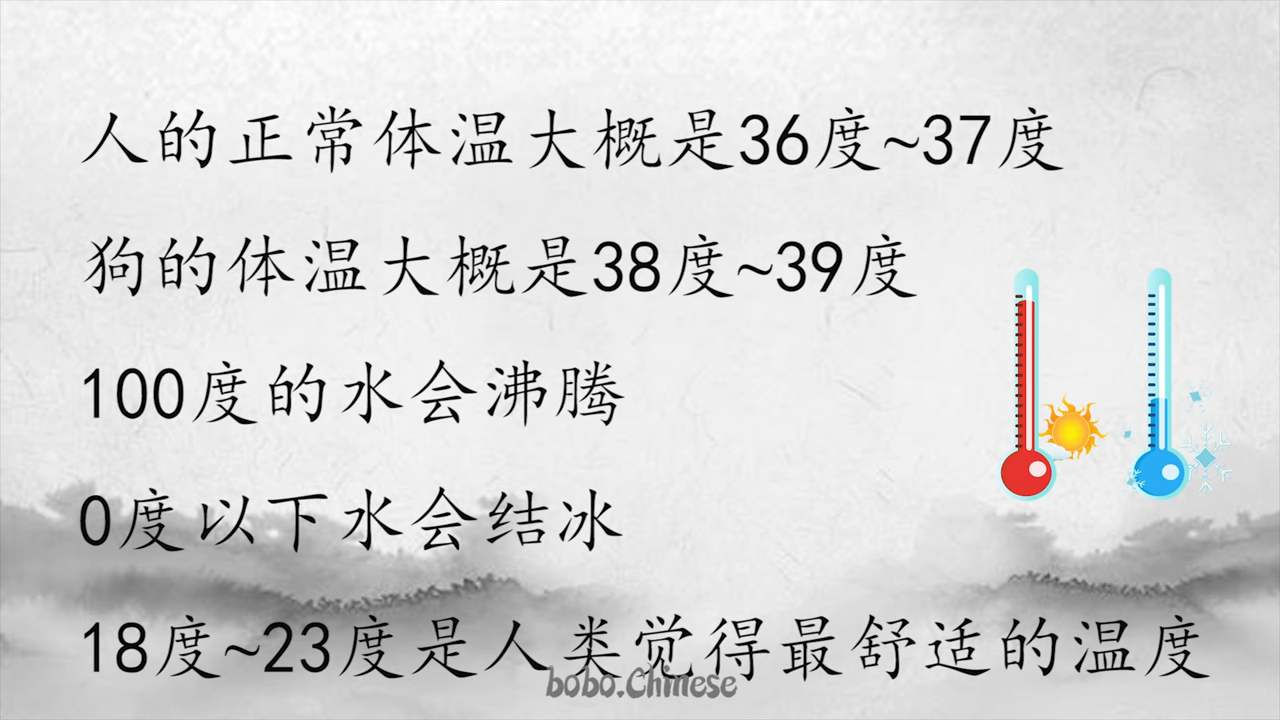 人的正常体温大概是36度~37度
狗的体温大概是38度~39度
100度的水会沸腾
0度以下水会结冰
18度~23度是人类觉得最舒适的温度
bobo.Chinese